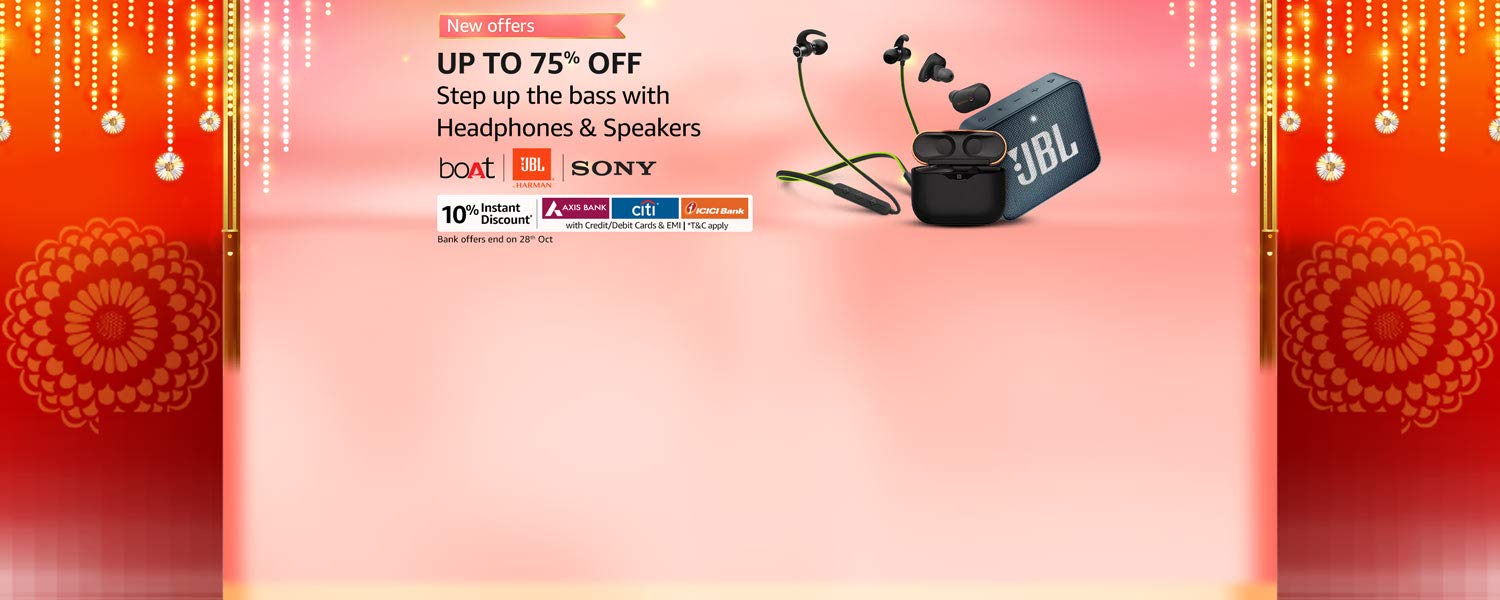 New offers
UP TO 75% OFF
Step up the bass with
Headphones & Speakers
boAt JBL SONY
by HARMAN
10% Instant Discount* AXIS BANK citi ICICI Bank
with Credit/Debit Cards & EMI | *T&C apply
Bank offers end on 28th Oct
JBL